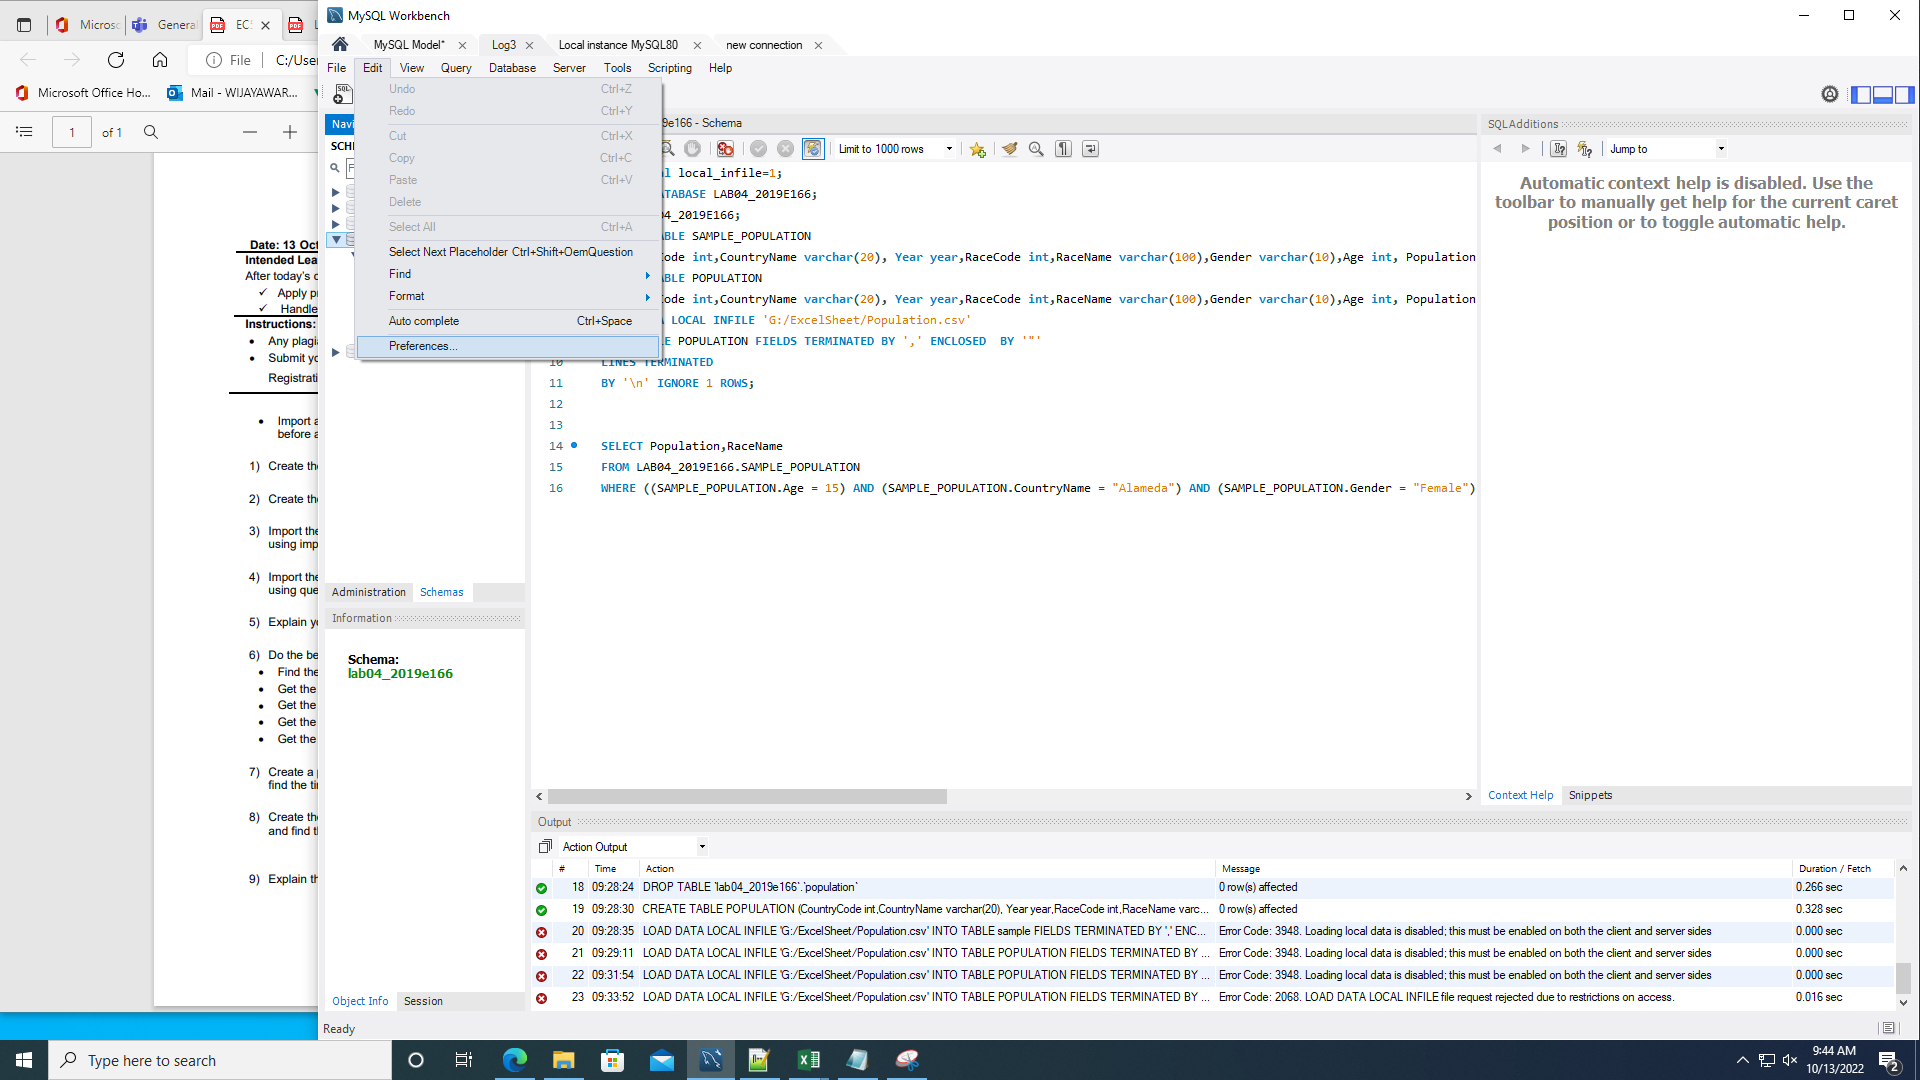 Micros
General
EC
L
File
C:/User
Microsoft Office Ho...
Mail - WIJAYAWAR...
1
of 1
Date: 13 Oct
Intended Lea
After today's c
Apply p
Handle
Instructions:
Any plagi
Submit yo
Registrati
Import a
before a
1) Create the
2) Create the
3) Import the
using imp
4) Import the
using que
5) Explain yo
6) Do the be
Find the
Get the
Get the
Get the
Get the
7) Create a
find the ti
8) Create the
and find t
9) Explain th
MySQL Workbench
MySQL Model*
Log3
Local instance MySQL80
new connection
File Edit View Query Database Server Tools Scripting Help
Undo Ctrl+Z
Redo Ctrl+Y
Cut Ctrl+X
Copy Ctrl+C
Paste Ctrl+V
Delete
Select All Ctrl+A
Select Next Placeholder Ctrl+Shift+OemQuestion
Find
Format
Auto complete Ctrl+Space
Preferences...
Navi
SCHE
9e166 - Schema
Limit to 1000 rows
l local_infile=1;
ATABASE LAB04_2019E166;
04_2019E166;
ABLE SAMPLE_POPULATION
Code int,CountryName varchar(20), Year year,RaceCode int,RaceName varchar(100),Gender varchar(10),Age int, Population
ABLE POPULATION
Code int,CountryName varchar(20), Year year,RaceCode int,RaceName varchar(100),Gender varchar(10),Age int, Population
A LOCAL INFILE 'G:/ExcelSheet/Population.csv'
LE POPULATION FIELDS TERMINATED BY ',' ENCLOSED  BY '"'
10 LINES TERMINATED
11 BY '\n' IGNORE 1 ROWS;
12
13
14 SELECT Population,RaceName
15 FROM LAB04_2019E166.SAMPLE_POPULATION
16 WHERE ((SAMPLE_POPULATION.Age = 15) AND (SAMPLE_POPULATION.CountryName = "Alameda") AND (SAMPLE_POPULATION.Gender = "Female")
SQLAdditions
Jump to
Automatic context help is disabled. Use the
toolbar to manually get help for the current caret
position or to toggle automatic help.
Context Help Snippets
Administration Schemas
Information
Schema:
lab04_2019e166
Object Info Session
Output
Action Output
# Time Action Message Duration / Fetch
18 09:28:24 DROP TABLE `lab04_2019e166`.`population` 0 row(s) affected 0.266 sec
19 09:28:30 CREATE TABLE POPULATION (CountryCode int,CountryName varchar(20), Year year,RaceCode int,RaceName varc... 0 row(s) affected 0.328 sec
20 09:28:35 LOAD DATA LOCAL INFILE 'G:/ExcelSheet/Population.csv' INTO TABLE sample FIELDS TERMINATED BY ',' ENC... Error Code: 3948. Loading local data is disabled; this must be enabled on both the client and server sides 0.000 sec
21 09:29:11 LOAD DATA LOCAL INFILE 'G:/ExcelSheet/Population.csv' INTO TABLE POPULATION FIELDS TERMINATED BY ... Error Code: 3948. Loading local data is disabled; this must be enabled on both the client and server sides 0.000 sec
22 09:31:54 LOAD DATA LOCAL INFILE 'G:/ExcelSheet/Population.csv' INTO TABLE POPULATION FIELDS TERMINATED BY ... Error Code: 3948. Loading local data is disabled; this must be enabled on both the client and server sides 0.000 sec
23 09:33:52 LOAD DATA LOCAL INFILE 'G:/ExcelSheet/Population.csv' INTO TABLE POPULATION FIELDS TERMINATED BY ... Error Code: 2068. LOAD DATA LOCAL INFILE file request rejected due to restrictions on access. 0.016 sec
Ready
Type here to search
9:44 AM
10/13/2022
2